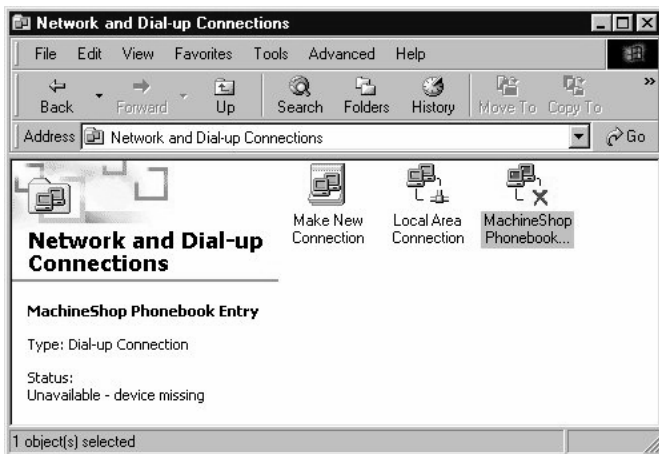 Network and Dial-up Connections
File Edit View Favorites Tools Advanced Help
Back Forward Up Search Folders History Move To Copy To »
Address Network and Dial-up Connections Go
Make New Connection
Local Area Connection
MachineShop Phonebook...
Network and Dial-up
Connections
MachineShop Phonebook Entry
Type: Dial-up Connection
Status:
Unavailable - device missing
1 object(s) selected